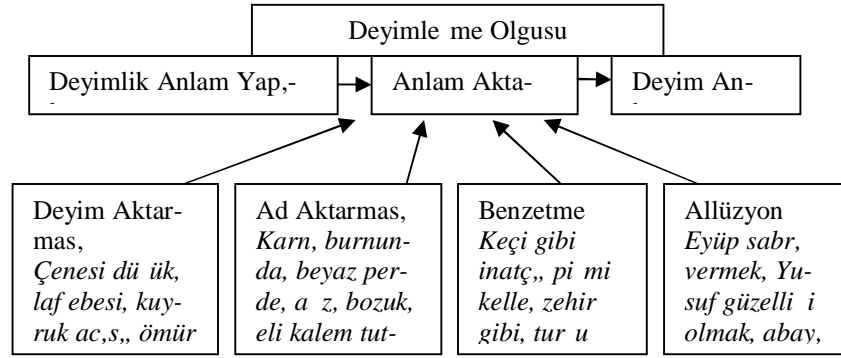 Deyimle me Olgusu
Deyimlik Anlam Yap,-
Anlam Akta-
Deyim An-
Deyim Aktar-
mas,
Çenesi dü ük,
laf ebesi, kuy-
ruk ac,s,, ömür
Ad Aktarmas,
Karn, burnun-
da, beyaz per-
de, a z, bozuk,
eli kalem tut-
Benzetme
Keçi gibi
inatç,, pi mi
kelle, zehir
gibi, tur u
Allüzyon
Eyüp sabr,
vermek, Yu-
suf güzelli i
olmak, abay,